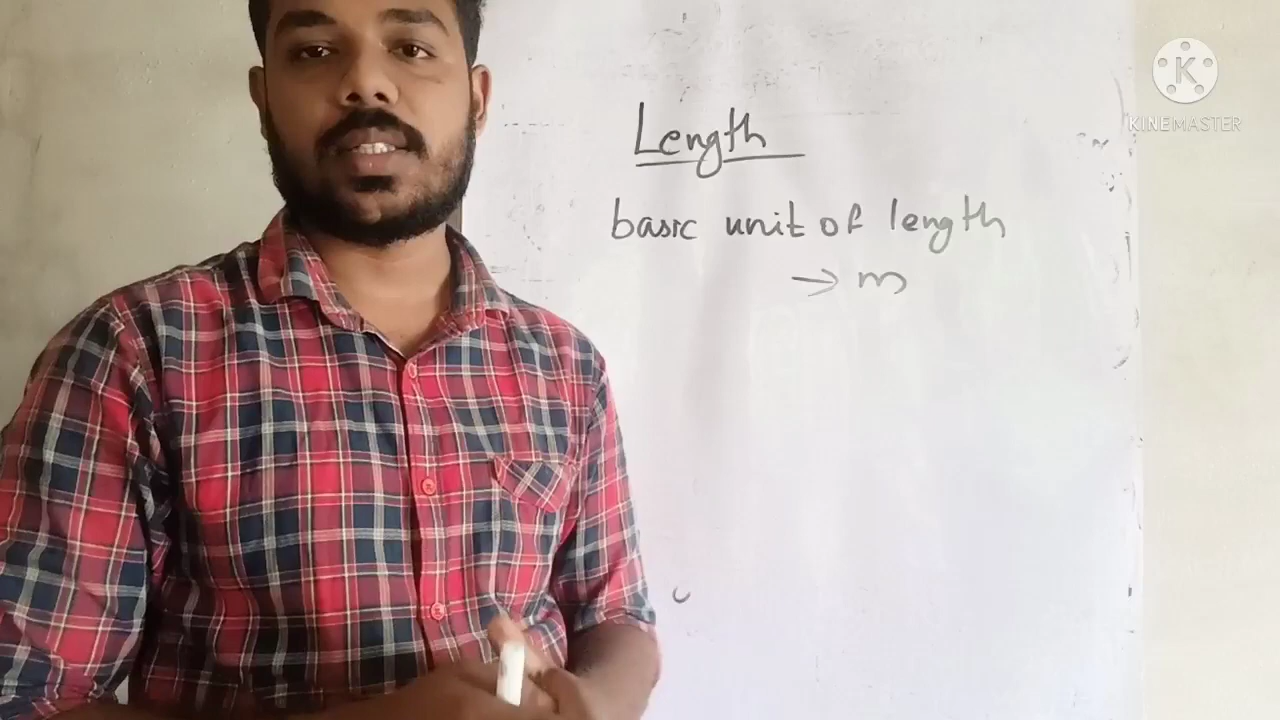 Length
basic unit of length
→ m
K
KINEMASTER